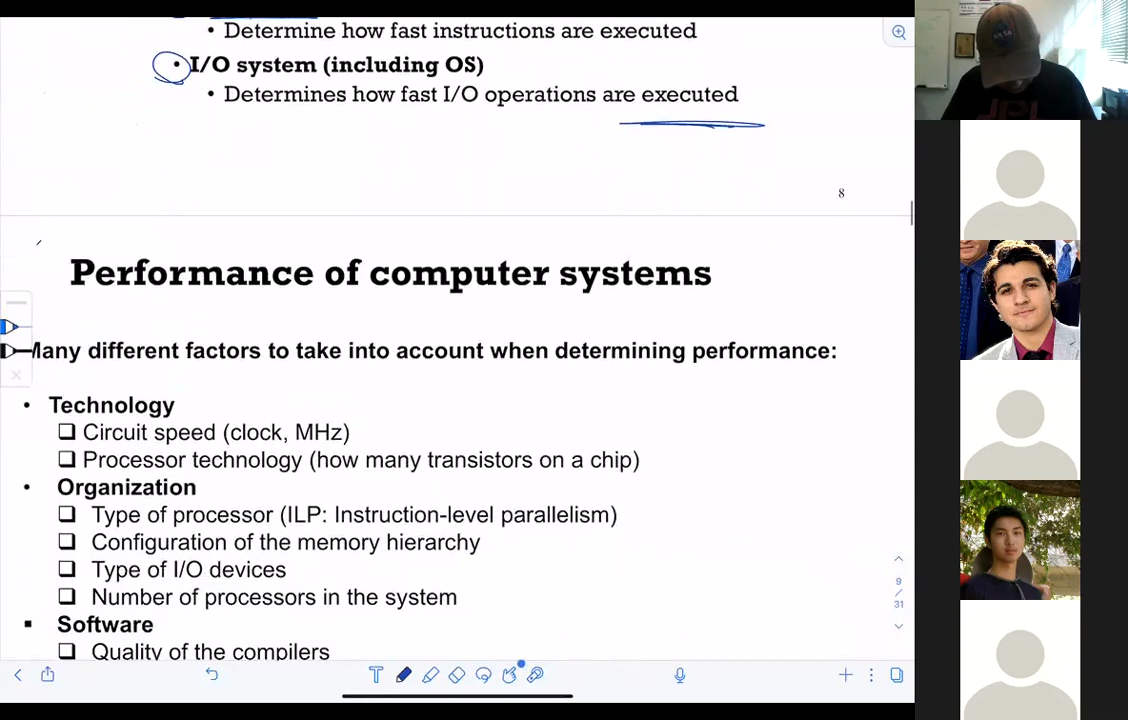 • Determine how fast instructions are executed
• I/O system (including OS)
• Determines how fast I/O operations are executed
8
Performance of computer systems
Many different factors to take into account when determining performance:
• Technology
❑ Circuit speed (clock, MHz)
❑ Processor technology (how many transistors on a chip)
• Organization
❑ Type of processor (ILP: Instruction-level parallelism)
❑ Configuration of the memory hierarchy
❑ Type of I/O devices
❑ Number of processors in the system
▪ Software
❑ Quality of the compilers
9
/
31
T